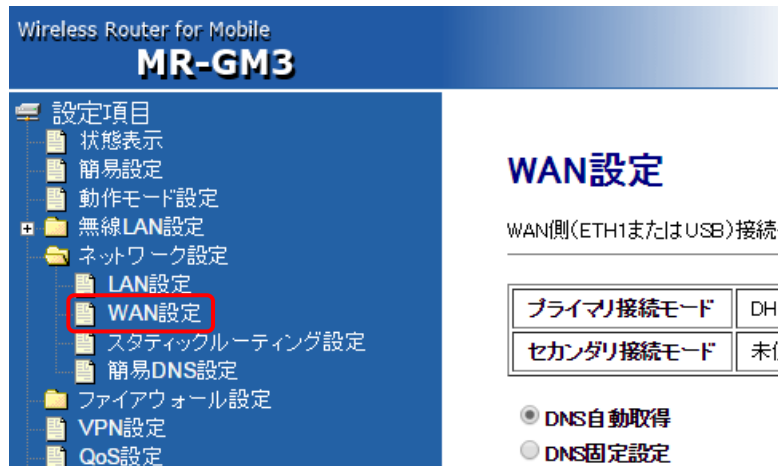 Wireless Router for Mobile
MR-GM3
設定項目
状態表示
簡易設定
動作モード設定
無線LAN設定
ネットワーク設定
LAN設定
WAN設定
スタティックルーティング設定
簡易DNS設定
ファイアウォール設定
VPN設定
QoS設定
WAN設定
WAN側(ETH1またはUSB)接続
プライマリ接続モード DH
セカンダリ接続モード 未
DNS自動取得
DNS固定設定